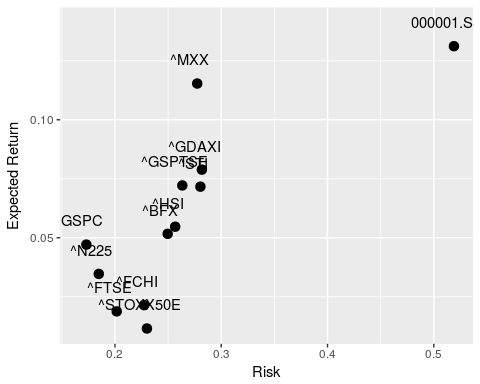 000001.S
^MXX
^GDAXI
^GSPTSE
^HSI
^BFX
GSPC
^N225
^FCHI
^FTSE
^STOXX50E
0.10
0.05
0.2
0.3
0.4
0.5
Risk
Expected Return